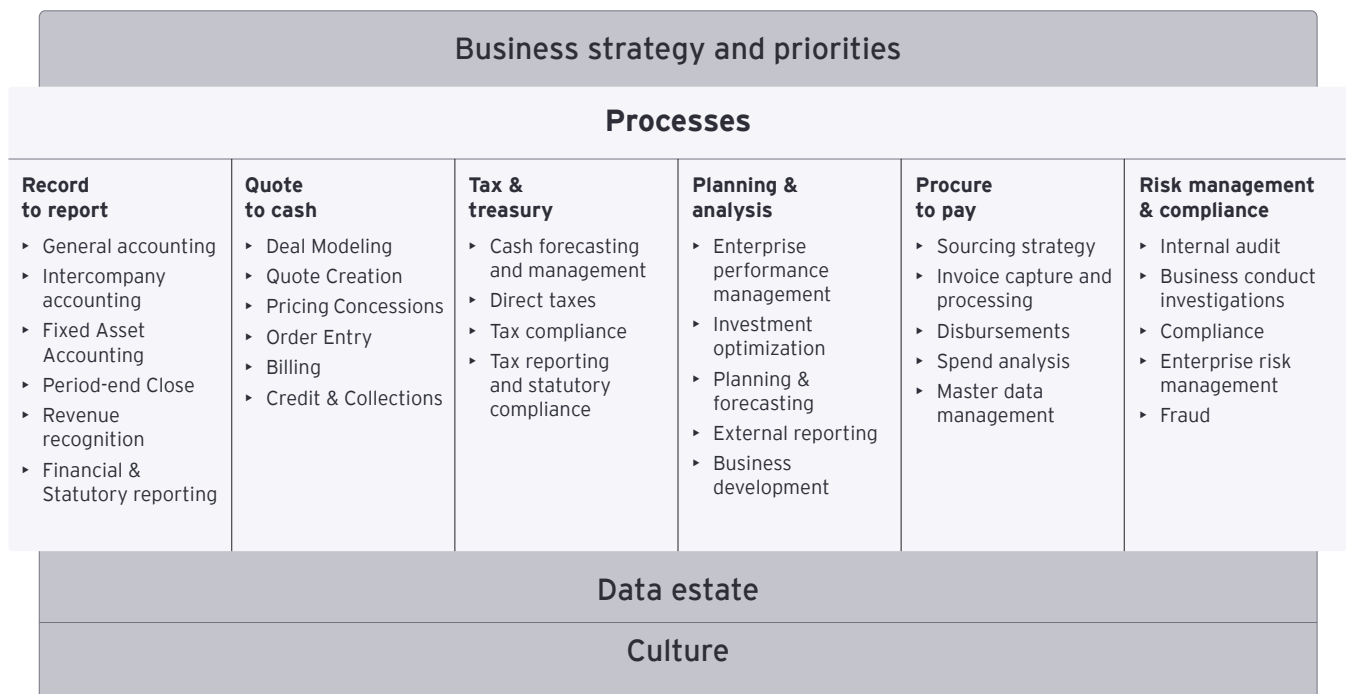 Business strategy and priorities
Processes
Record
to report
▸ General accounting
▸ Intercompany
accounting
▸ Fixed Asset
Accounting
▸ Period-end Close
▸ Revenue
recognition
▸ Financial &
Statutory reporting
Quote
to cash
▸ Deal Modeling
▸ Quote Creation
▸ Pricing Concessions
▸ Order Entry
▸ Billing
▸ Credit & Collections
Tax &
treasury
▸ Cash forecasting
and management
▸ Direct taxes
▸ Tax compliance
▸ Tax reporting
and statutory
compliance
Planning &
analysis
▸ Enterprise
performance
management
▸ Investment
optimization
▸ Planning &
forecasting
▸ External reporting
▸ Business
development
Procure
to pay
▸ Sourcing strategy
▸ Invoice capture and
processing
▸ Disbursements
▸ Spend analysis
▸ Master data
management
Risk management
& compliance
▸ Internal audit
▸ Business conduct
investigations
▸ Compliance
▸ Enterprise risk
management
▸ Fraud
Data estate
Culture